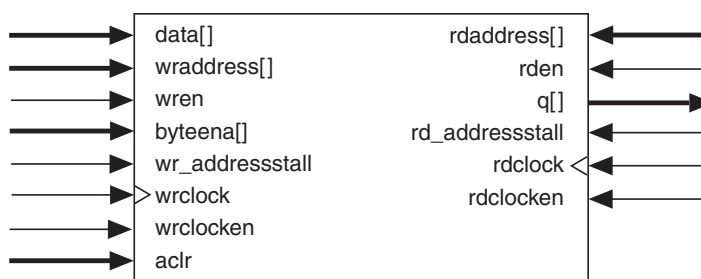 data[]
wraddress[]
wren
byteena[]
wr_addressstall
wrclock
wrclocken
aclr
rdaddress[]
rden
q[]
rd_addressstall
rdclock
rdclocken